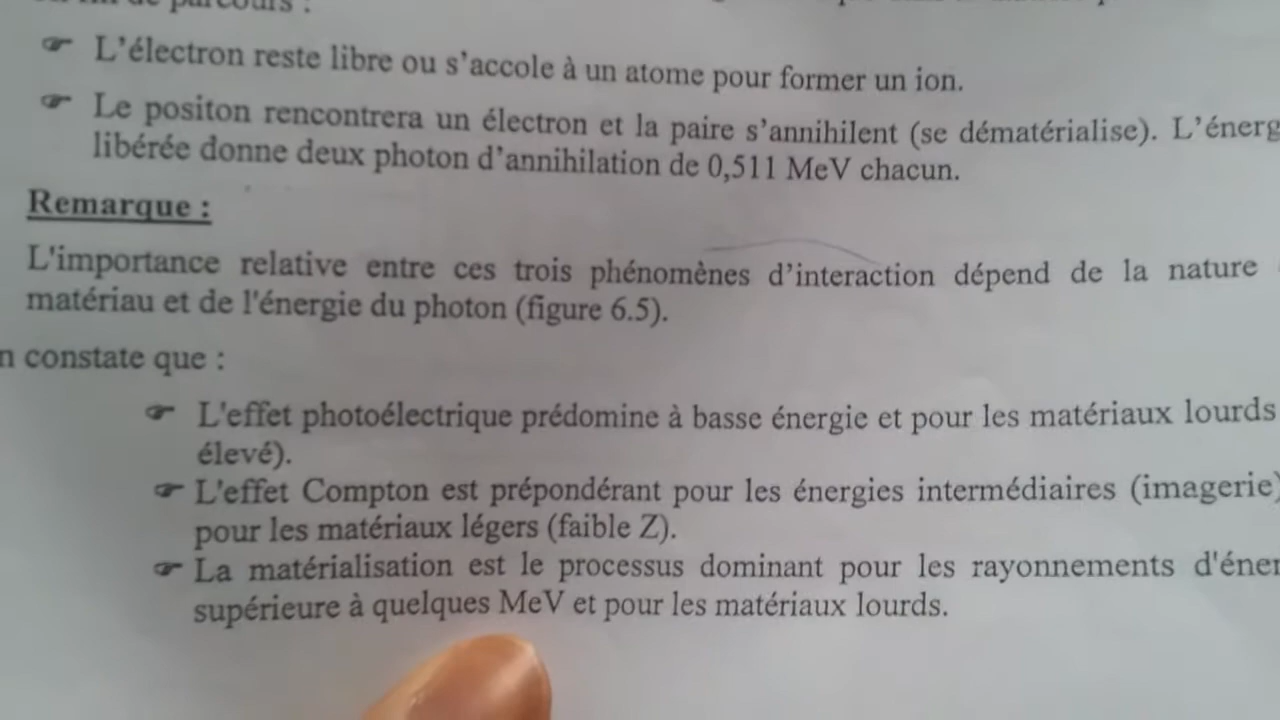 de parcours :
☞ L’électron reste libre ou s’accole à un atome pour former un ion.
☞ Le positon rencontrera un électron et la paire s’annihilent (se dématérialise). L’énerg
libérée donne deux photon d’annihilation de 0,511 MeV chacun.
Remarque :
L'importance relative entre ces trois phénomènes d’interaction dépend de la nature
matériau et de l'énergie du photon (figure 6.5).
n constate que :
☞ L'effet photoélectrique prédomine à basse énergie et pour les matériaux lourds
élevé).
☞ L'effet Compton est prépondérant pour les énergies intermédiaires (imagerie)
pour les matériaux légers (faible Z).
☞ La matérialisation est le processus dominant pour les rayonnements d'éner
supérieure à quelques MeV et pour les matériaux lourds.